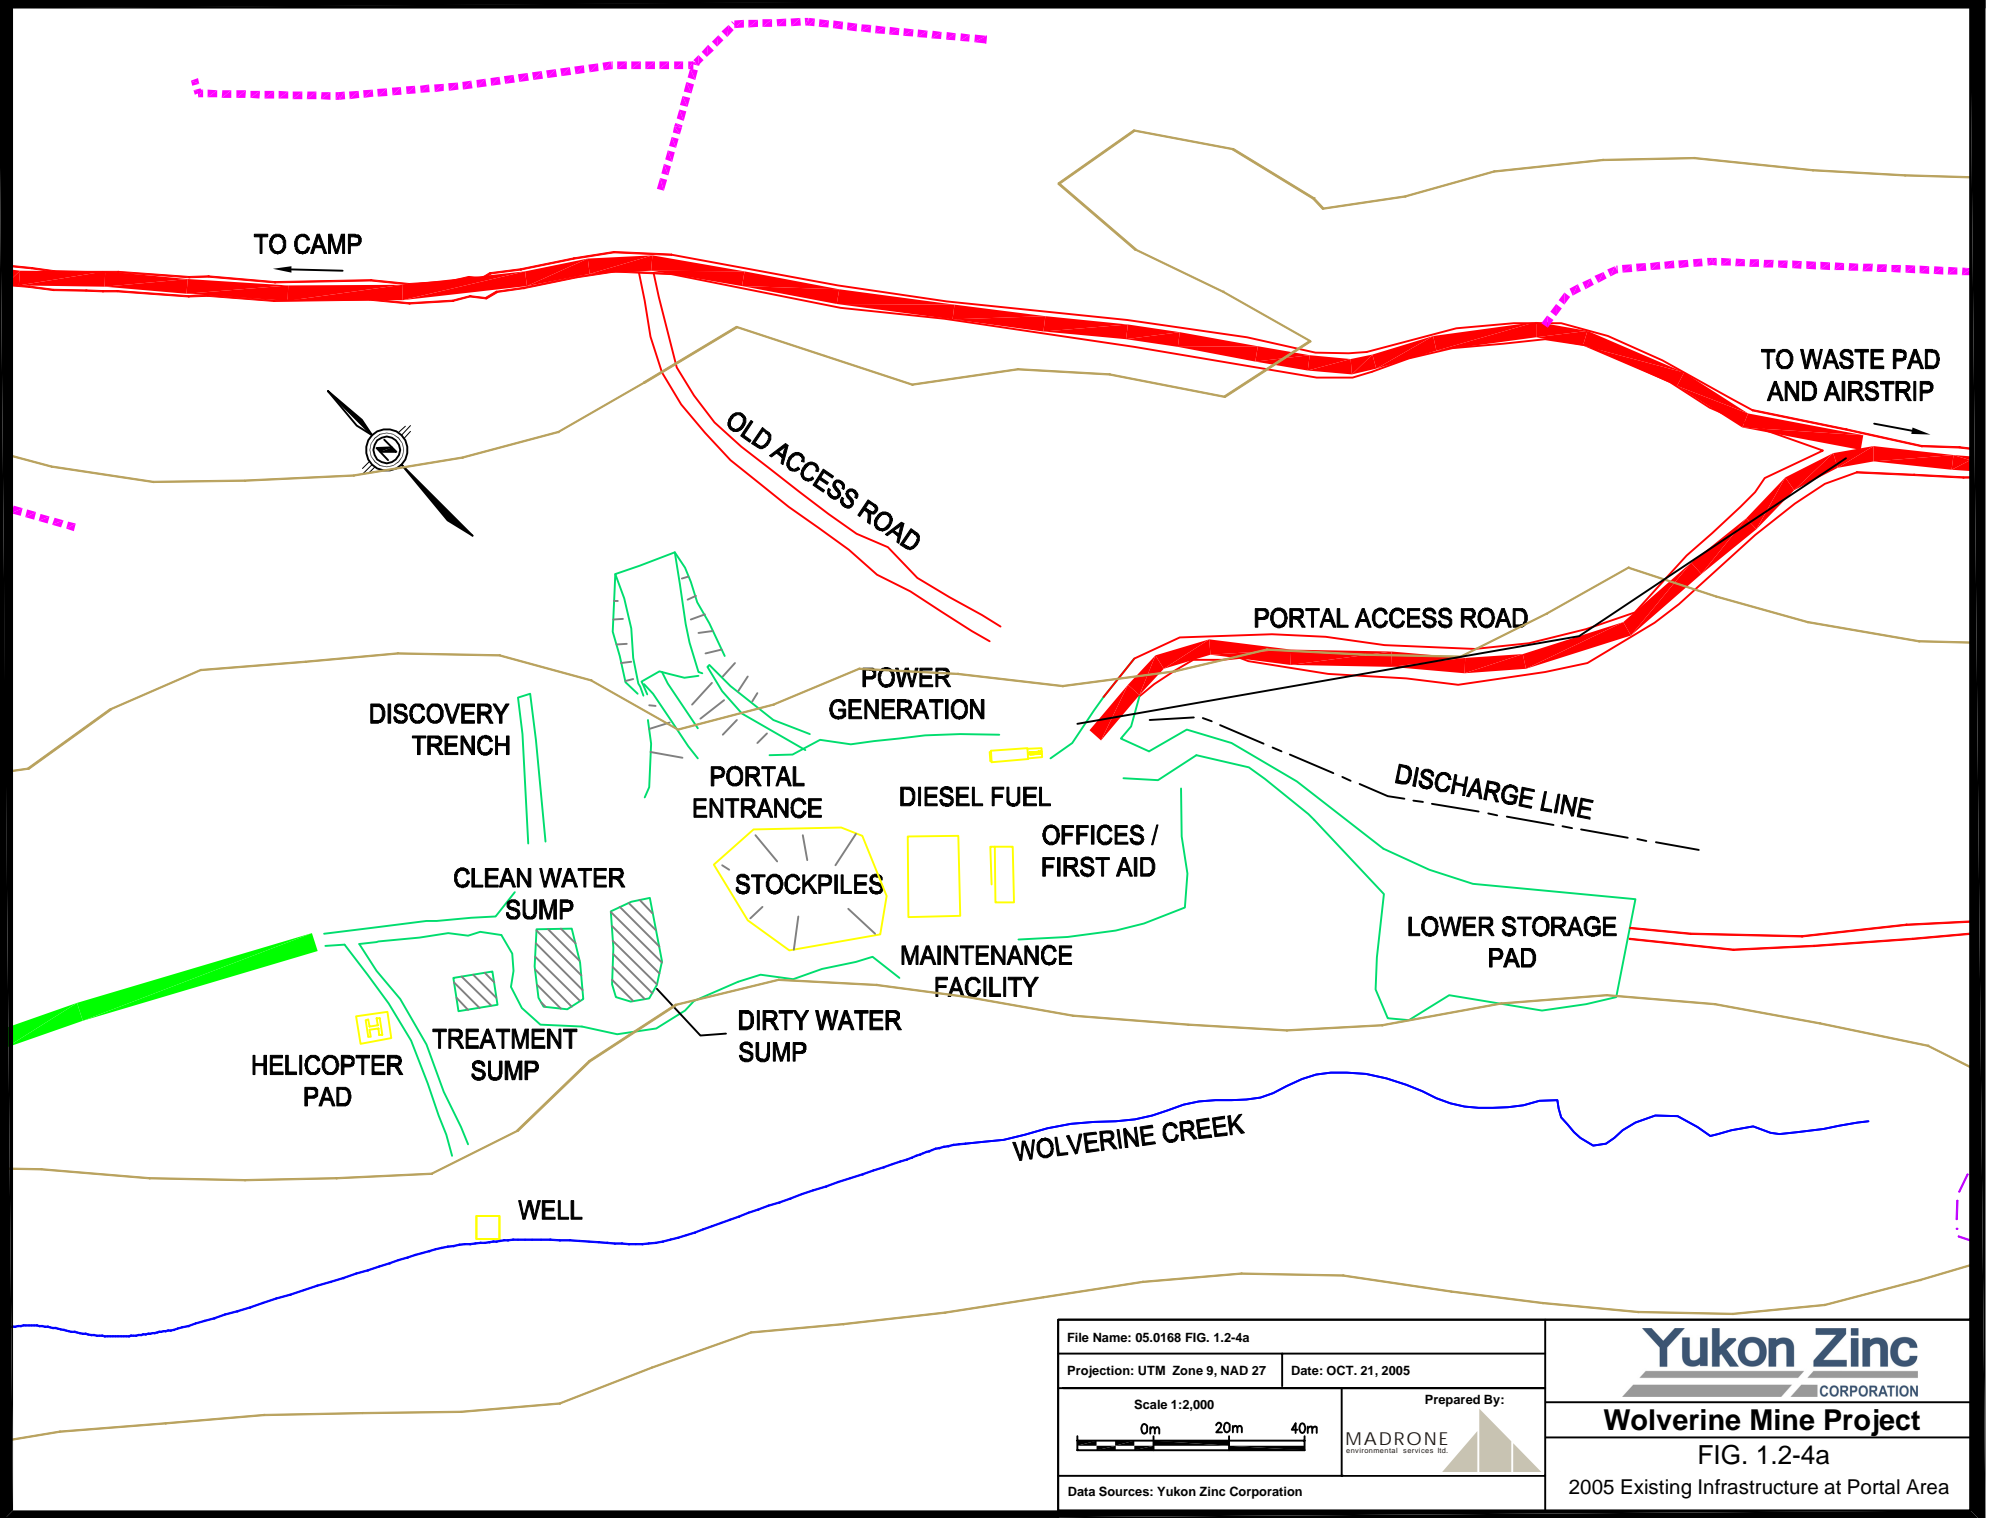 TO CAMP
TO WASTE PAD
AND AIRSTRIP
N
OLD ACCESS ROAD
PORTAL ACCESS ROAD
POWER
GENERATION
DISCOVERY
TRENCH
PORTAL
ENTRANCE
DIESEL FUEL
DISCHARGE LINE
OFFICES /
FIRST AID
CLEAN WATER
SUMP
STOCKPILES
LOWER STORAGE
PAD
MAINTENANCE
FACILITY
H
TREATMENT
SUMP
DIRTY WATER
SUMP
HELICOPTER
PAD
WOLVERINE CREEK
WELL
File Name: 05.0168 FIG. 1.2-4a
Projection: UTM Zone 9, NAD 27
Date: OCT. 21, 2005
Scale 1:2,000
0m 20m 40m
Prepared By:
MADRONE
environmental services ltd.
Data Sources: Yukon Zinc Corporation
Yukon Zinc
CORPORATION
Wolverine Mine Project
FIG. 1.2-4a
2005 Existing Infrastructure at Portal Area